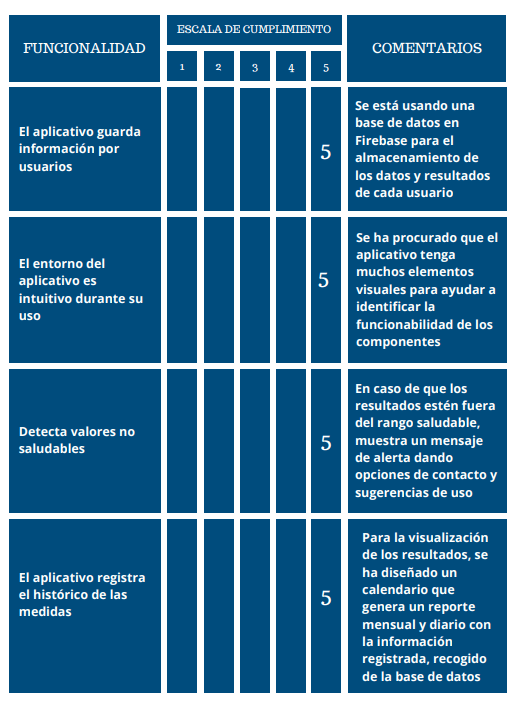 FUNCIONALIDAD
ESCALA DE CUMPLIMIENTO
COMENTARIOS
1 2 3 4 5
El aplicativo guarda
información por
usuarios
5
Se está usando una
base de datos en
Firebase para el
almacenamiento de
los datos y resultados
de cada usuario
El entorno del
aplicativo es
intuitivo durante su
uso
5
Se ha procurado que el
aplicativo tenga
muchos elementos
visuales para ayudar a
identificar la
funcionabilidad de los
componentes
Detecta valores no
saludables
5
En caso de que los
resultados estén fuera
del rango saludable,
muestra un mensaje
de alerta dando
opciones de contacto y
sugerencias de uso
El aplicativo registra
el histórico de las
medidas
5
Para la visualización
de los resultados, se
ha diseñado un
calendario que
genera un reporte
mensual y diario con
la información
registrada, recogido
de la base de datos